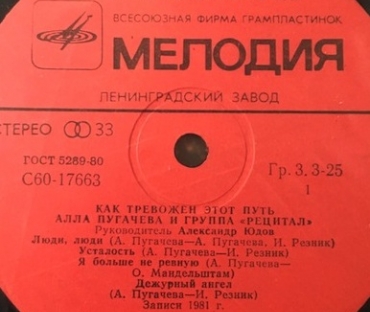 ВСЕСОЮЗНАЯ ФИРМА ГРАМПЛАСТИНОК
МЕЛОДИЯ
ЛЕНИНГРАДСКИЙ ЗАВОД
СТЕРЕО 33
ГОСТ 5289-80
С60-17663
Гр. 3. 3-25
1
КАК ТРЕВОЖЕН ЭТОТ ПУТЬ
АЛЛА ПУГАЧЕВА И ГРУППА «РЕЦИТАЛ»
Руководитель Александр Юдов
Люди, люди (А. Пугачева—А. Пугачева, И. Резник)
Усталость (А. Пугачева—И. Резник)
Я больше не ревную (А. Пугачева—
О. Мандельштам)
Дежурный ангел
(А. Пугачева—И. Резник)
Записи 1981 г.